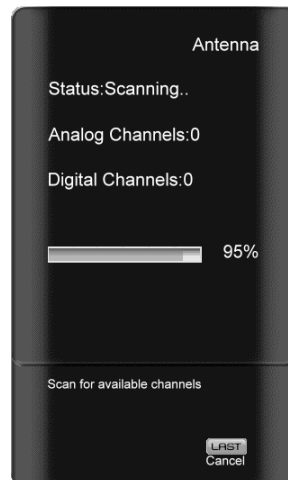 Antenna
Status:Scanning..
Analog Channels:0
Digital Channels:0
95%
Scan for available channels
LAST
Cancel